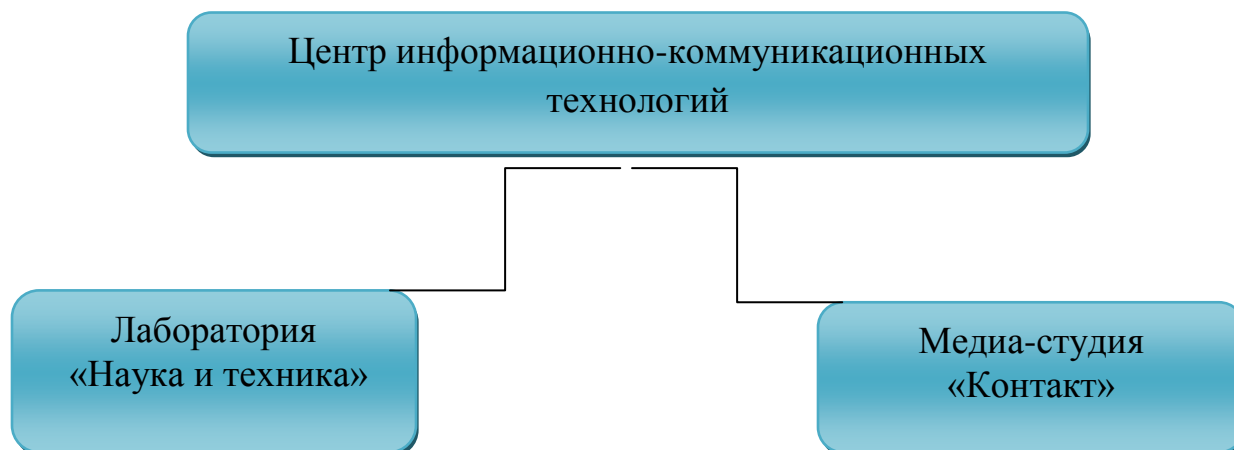 Центр информационно-коммуникационных
технологий
Лаборатория
«Наука и техника»
Медиа-студия
«Контакт»